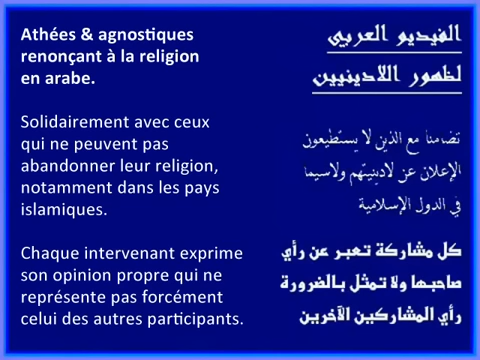 Athées & agnostiques
renonçant à la religion
en arabe.
Solidairement avec ceux
qui ne peuvent pas
abandonner leur religion,
notamment dans les pays
islamiques.
Chaque intervenant exprime
son opinion propre qui ne
représente pas forcément
celui des autres participants.
الفيديو العربي
لظهور اللادينيين
تضامنا مع الذين لا يستطيعون
الإعلان عن لادينيتهم ولاسيما
في الدول الإسلامية
كل مشاركة تعبر عن رأي
صاحبها ولا تمثل بالضرورة
رأي المشاركين الآخرين